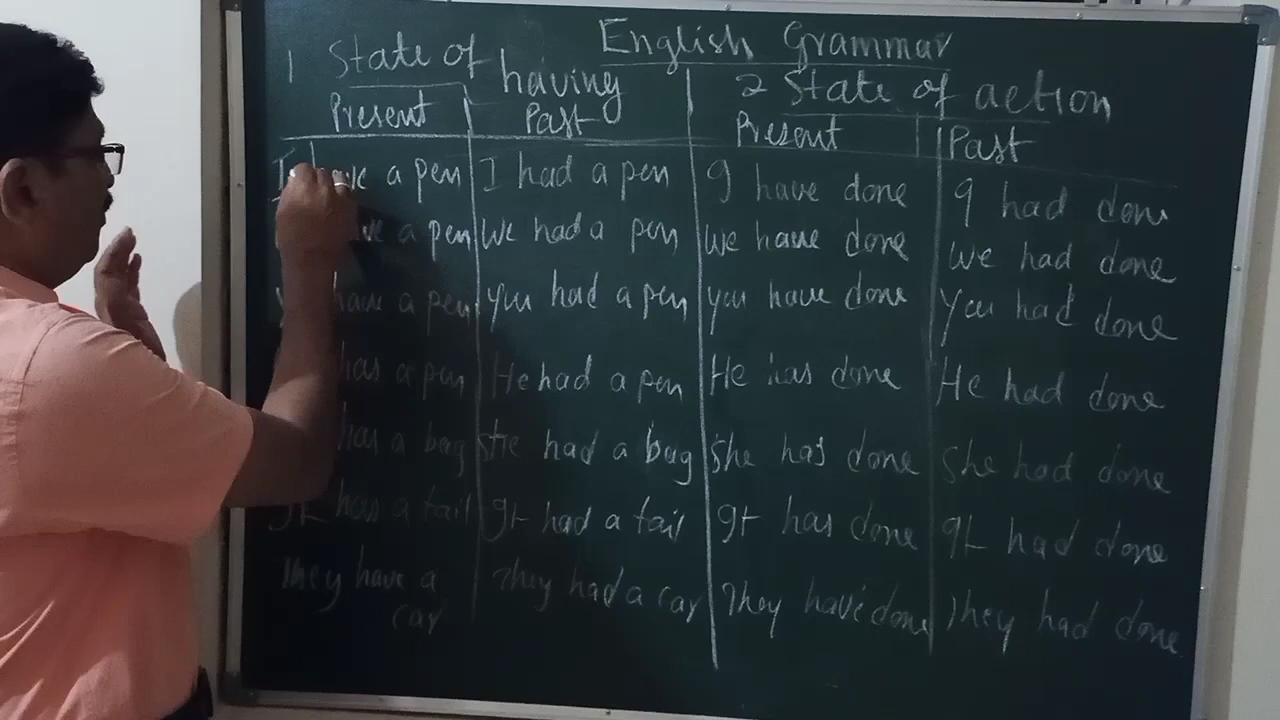 English Grammar
1 State of having
2 State of action
Present Past Present Past
I have a pen I had a pen I have done I had done
have a pen We had a pen We have done We had done
have a pen You had a pen you have done You had done
has a pen He had a pen He has done He had done
has a bag She had a bag She has done She had done
It has a tail It had a tail It has done It had done
They have a car They had a car They have done They had done